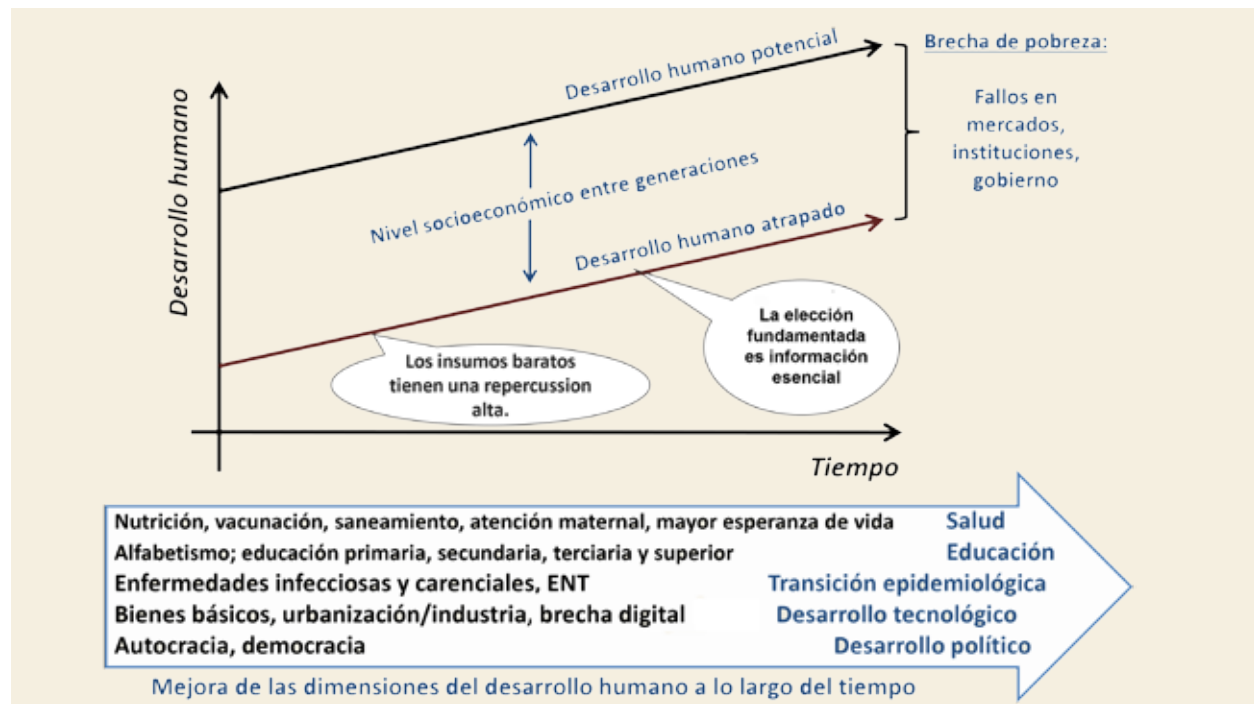 Desarrollo humano potencial
Brecha de pobreza:
Fallos en
mercados,
instituciones,
gobierno
Desarrollo humano
Nivel socioeconómico entre generaciones
Desarrollo humano atrapado
La elección
fundamentada
es información
esencial
Los insumos baratos
tienen una repercussion
alta.
Tiempo
Nutrición, vacunación, saneamiento, atención maternal, mayor esperanza de vida Salud
Alfabetismo; educación primaria, secundaria, terciaria y superior Educación
Enfermedades infecciosas y carenciales, ENT Transición epidemiológica
Bienes básicos, urbanización/industria, brecha digital Desarrollo tecnológico
Autocracia, democracia Desarrollo político
Mejora de las dimensiones del desarrollo humano a lo largo del tiempo